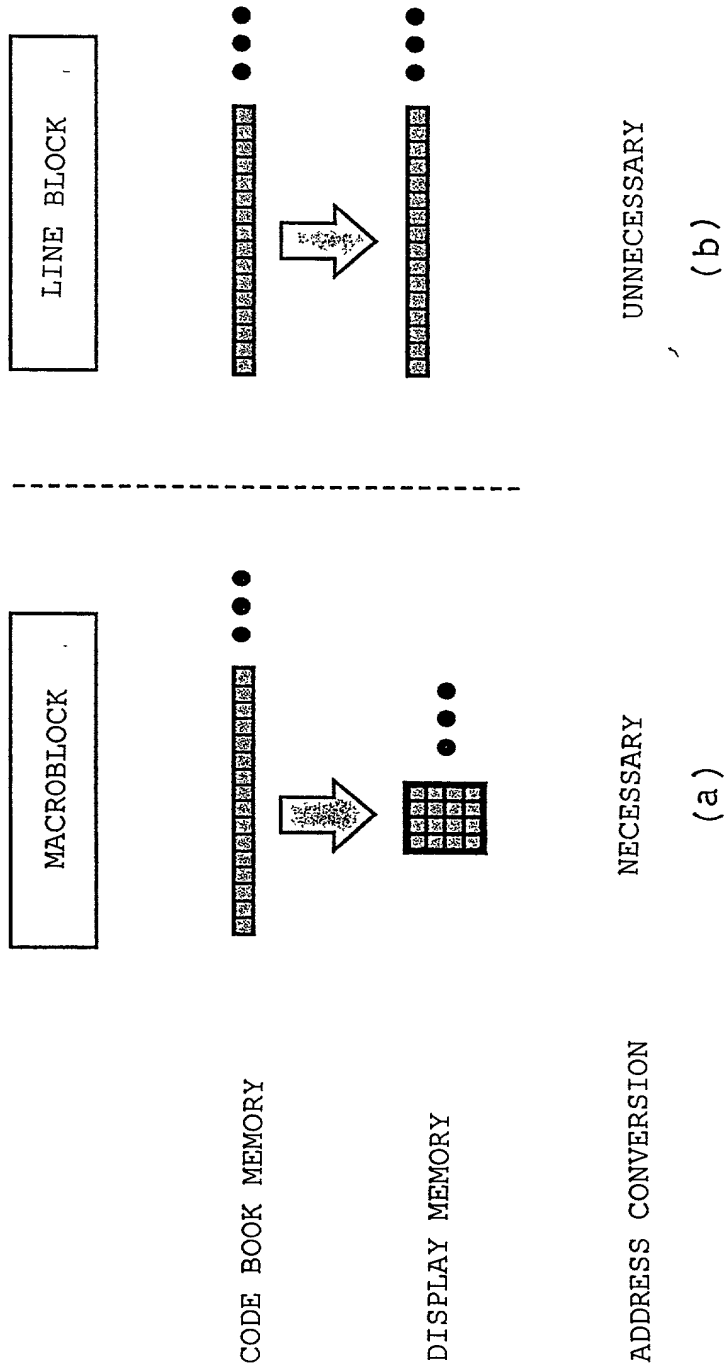 MACROBLOCK
LINE BLOCK
CODE BOOK MEMORY
DISPLAY MEMORY
ADDRESS CONVERSION
NECESSARY
UNNECESSARY
(a)
(b)